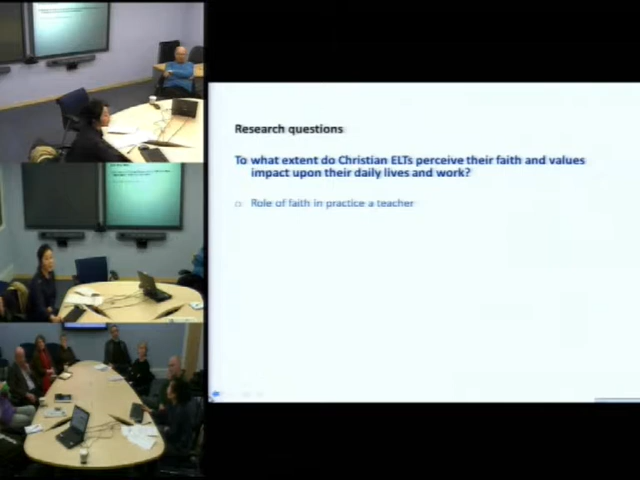 Research questions
To what extent do Christian ELTs perceive their faith and values
impact upon their daily lives and work?
Role of faith in practice a teacher